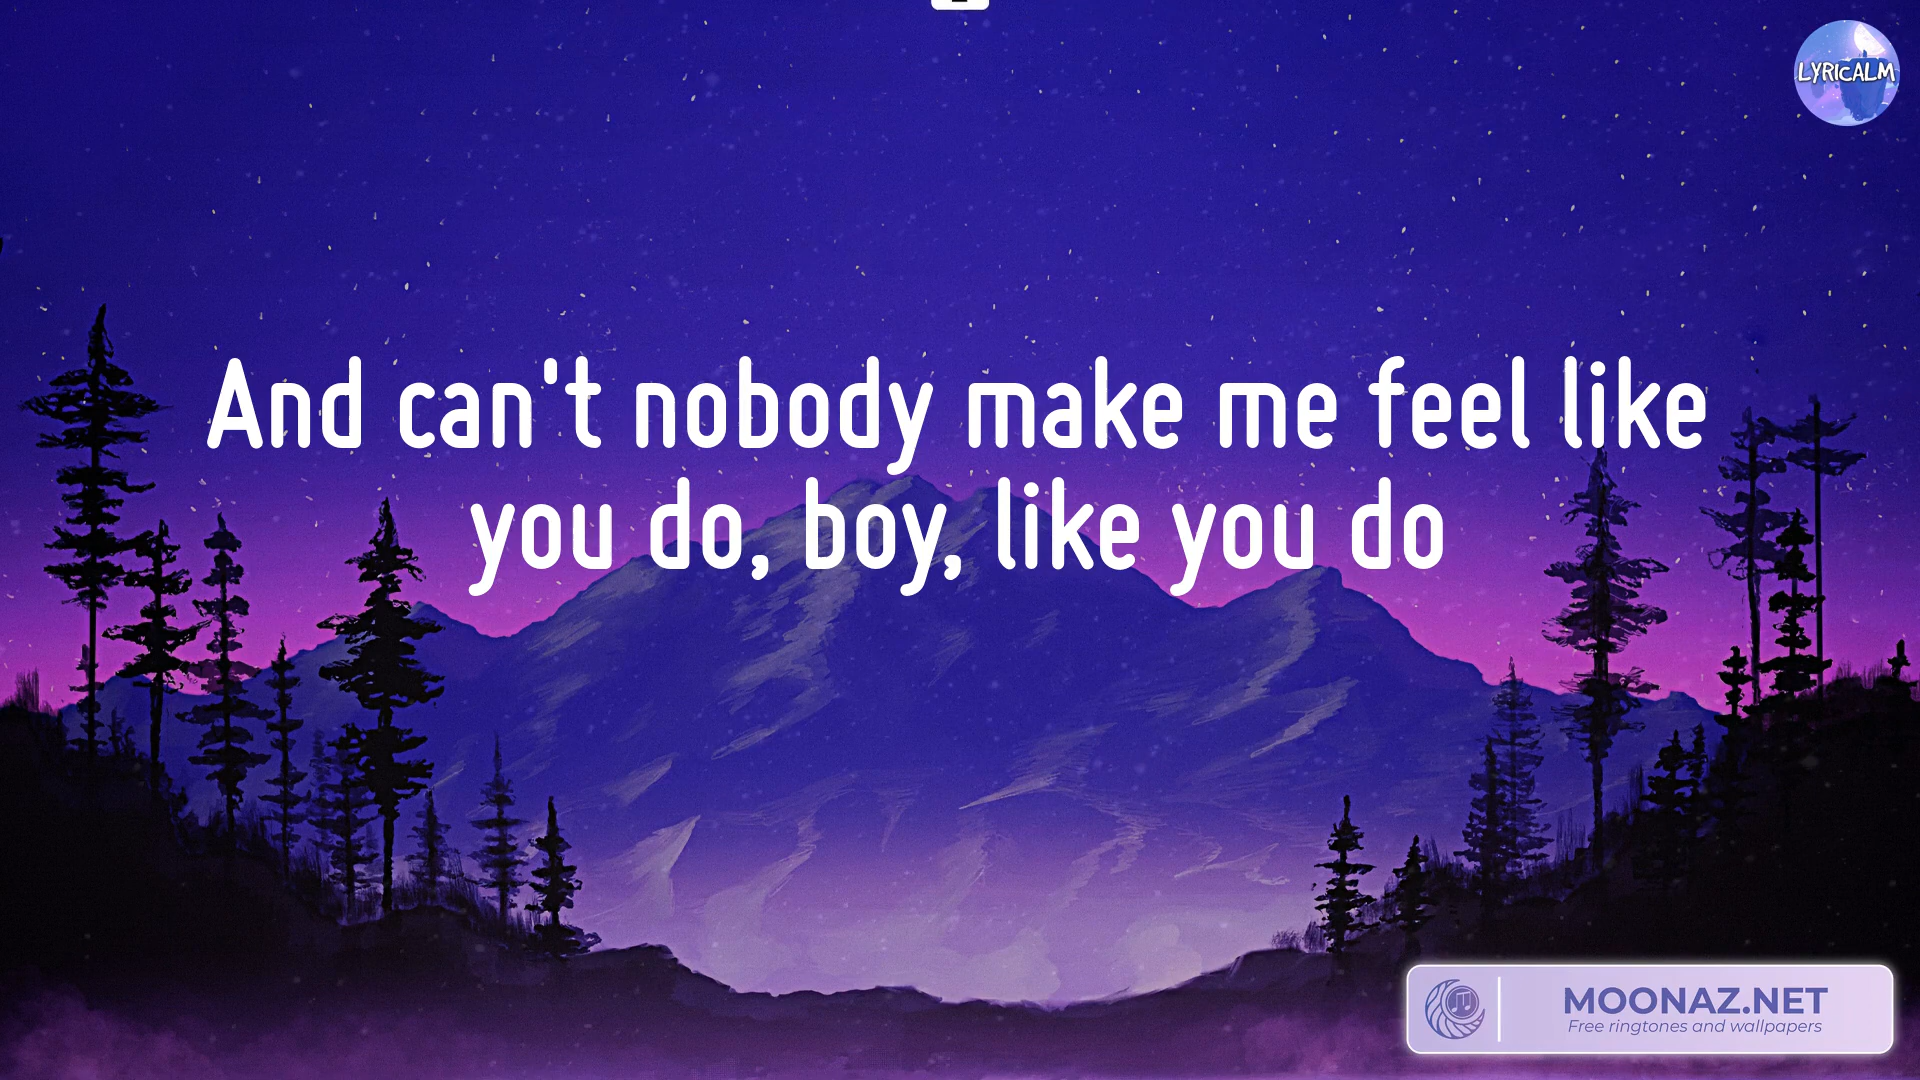 LYRICALM
And can't nobody make me feel like
you do, boy, like you do
MOONAZ.NET
Free ringtones and wallpapers